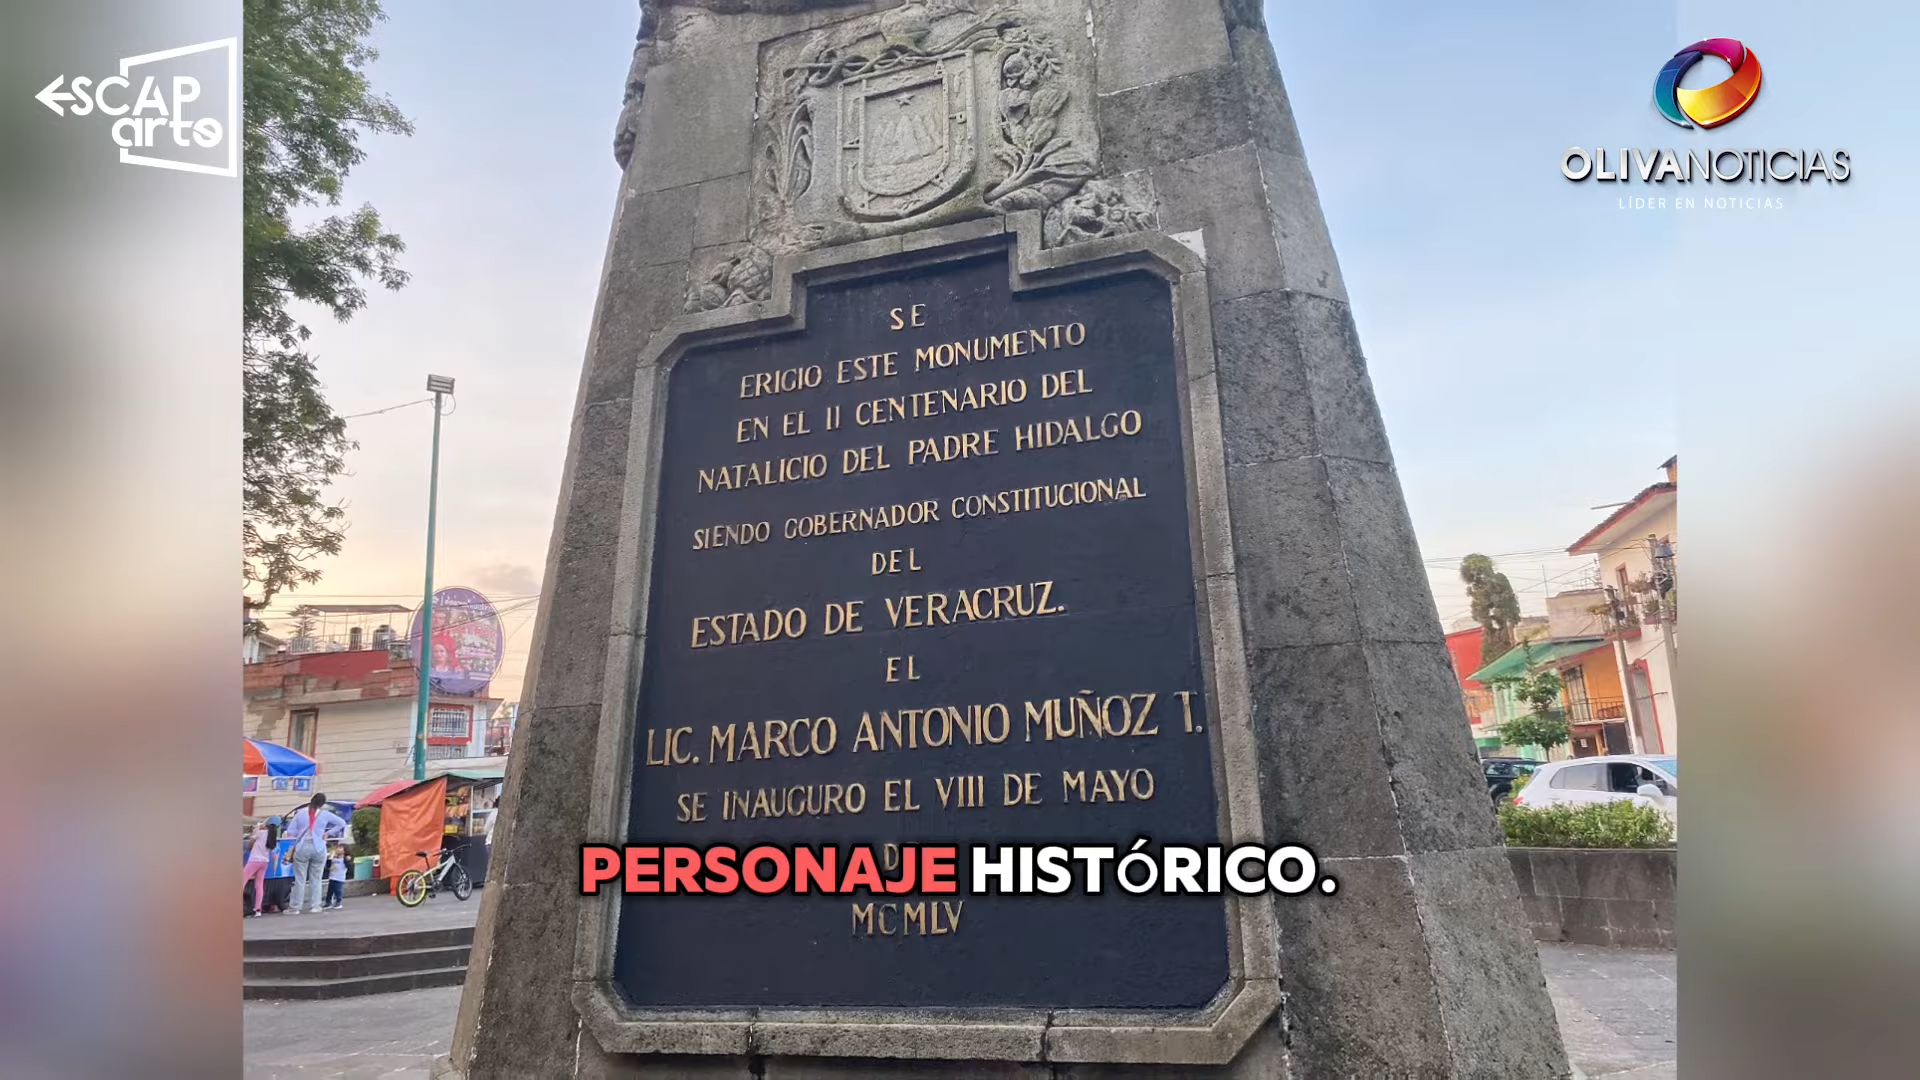 ESCAP
arte
OLIVANOTICIAS
LÍDER EN NOTICIAS
SE
ERIGIO ESTE MONUMENTO
EN EL II CENTENARIO DEL
NATALICIO DEL PADRE HIDALGO
SIENDO GOBERNADOR CONSTITUCIONAL
DEL
ESTADO DE VERACRUZ.
EL
LIC. MARCO ANTONIO MUÑOZ T.
SE INAUGURO EL VIII DE MAYO
PERSONAJE HISTÓRICO.
MCMLV